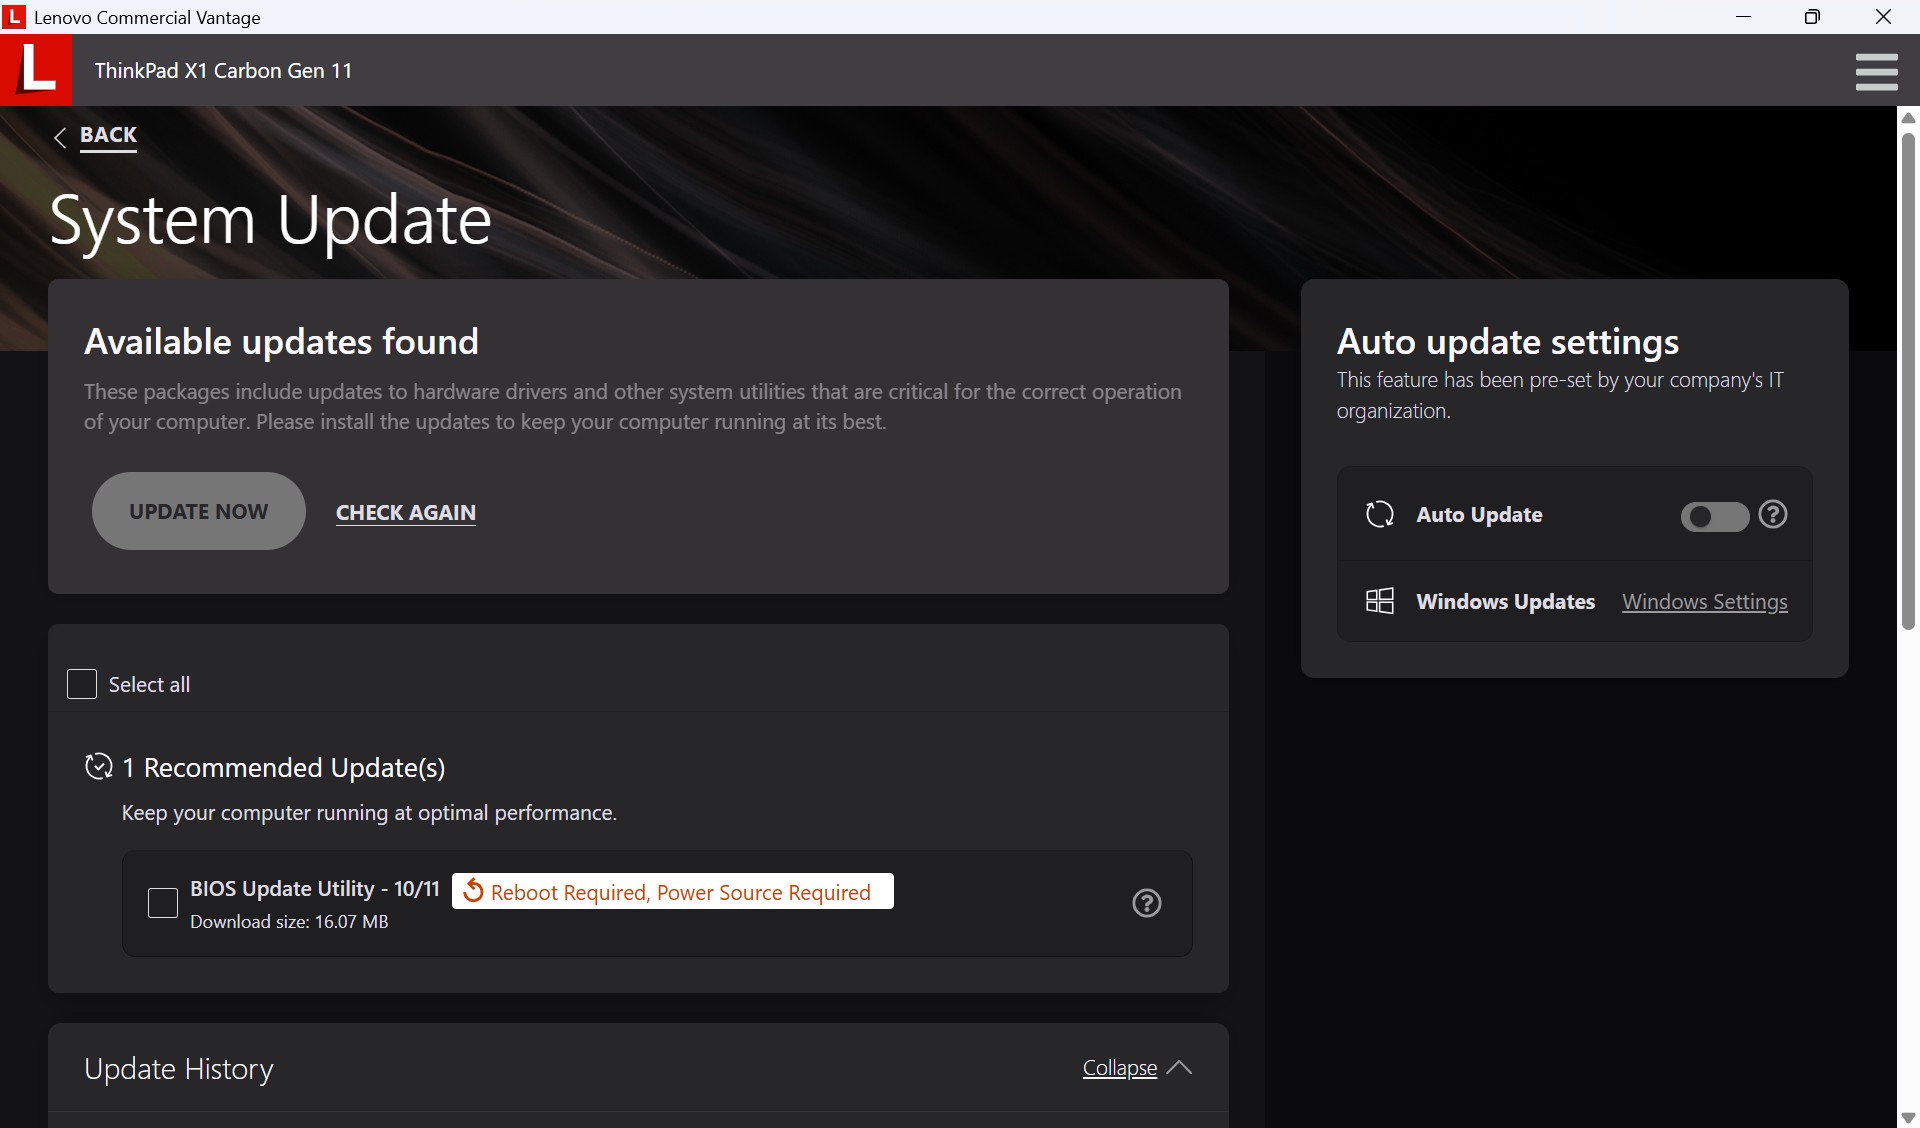 L Lenovo Commercial Vantage
L ThinkPad X1 Carbon Gen 11
BACK
System Update
Available updates found
These packages include updates to hardware drivers and other system utilities that are critical for the correct operation
of your computer. Please install the updates to keep your computer running at its best.
UPDATE NOW CHECK AGAIN
Select all
1 Recommended Update(s)
Keep your computer running at optimal performance.
BIOS Update Utility - 10/11 Reboot Required, Power Source Required
Download size: 16.07 MB
?
Update History Collapse
Auto update settings
This feature has been pre-set by your company's IT
organization.
Auto Update ?
Windows Updates Windows Settings